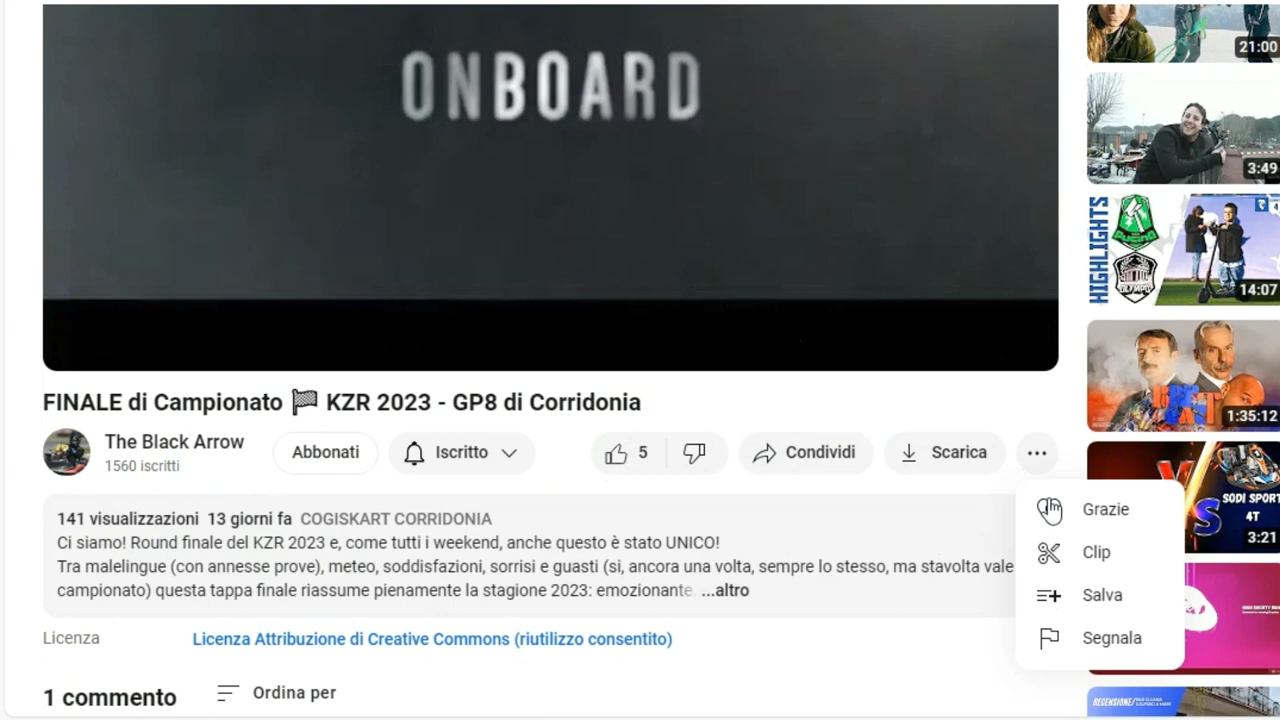 ONBOARD
21:00
3:49
HIGHLIGHTS
14:07
1:35:12
FINALE di Campionato 🏁 KZR 2023 - GP8 di Corridonia
The Black Arrow
1560 iscritti
Abbonati
Iscritto
5
Condividi
Scarica
V
S
SODI SPORT
4T
3:21
Grazie
Clip
Salva
Segnala
141 visualizzazioni 13 giorni fa COGISKART CORRIDONIA
Ci siamo! Round finale del KZR 2023 e, come tutti i weekend, anche questo è stato UNICO!
Tra malelingue (con annesse prove), meteo, soddisfazioni, sorrisi e guasti (si, ancora una volta, sempre lo stesso, ma stavolta vale
campionato) questa tappa finale riassume pienamente la stagione 2023: emozionante. ...altro
Licenza
Licenza Attribuzione di Creative Commons (riutilizzo consentito)
1 commento
Ordina per
RECENSIONE/